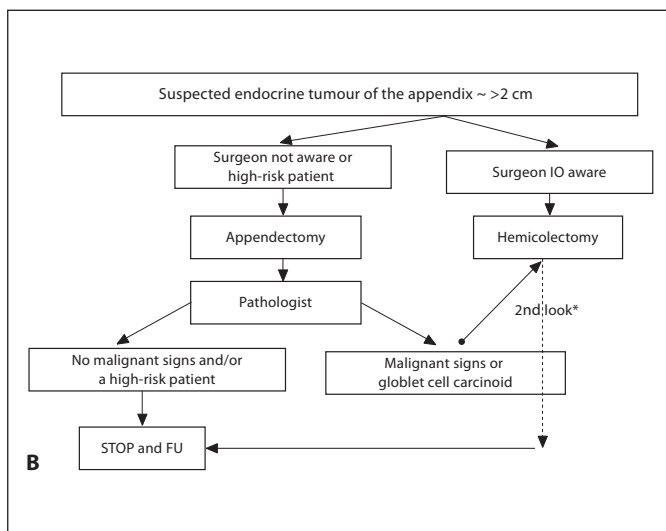 Suspected endocrine tumour of the appendix ~ >2 cm
Surgeon not aware or
high-risk patient
Surgeon IO aware
Appendectomy
Hemicolectomy
Pathologist
2nd look*
No malignant signs and/or
a high-risk patient
Malignant signs or
globlet cell carcinoid
STOP and FU
B